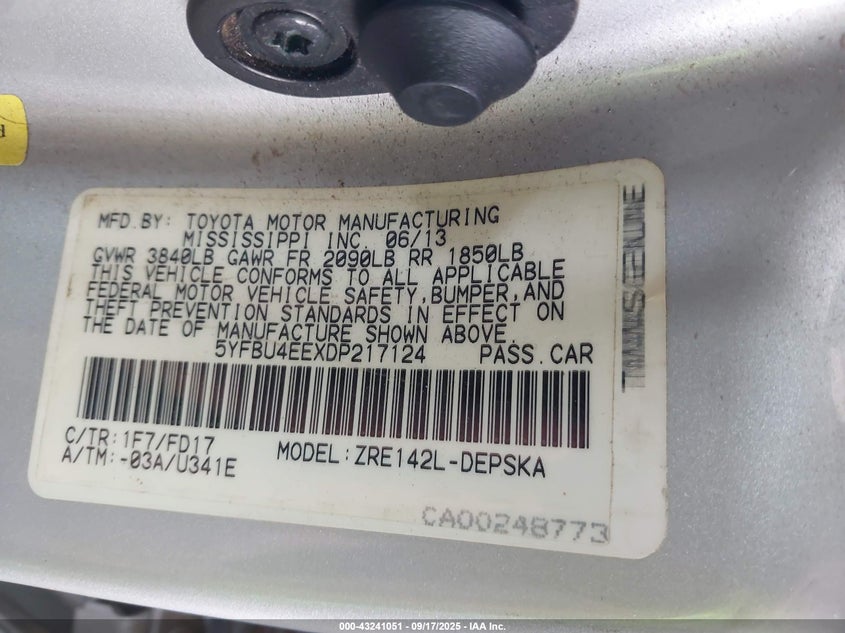 MFD.BY: TOYOTA MOTOR MANUFACTURING
MISSISSIPPI INC. 06/13
GVWR 3840LB GAWR FR 2090LB RR 1850LB
THIS VEHICLE CONFORMS TO ALL APPLICABLE
FEDERAL MOTOR VEHICLE SAFETY,BUMPER,AND
THEFT PREVENTION STANDARDS IN EFFECT ON
THE DATE OF MANUFACTURE SHOWN ABOVE.
5YFBU4EEXDP217124 PASS.CAR
C/TR:1F7/FD17
A/TM:-03A/U341E
MODEL:ZRE142L-DEPSKA
CA00248773
000-43241051 - 09/17/2025 - IAA Inc.